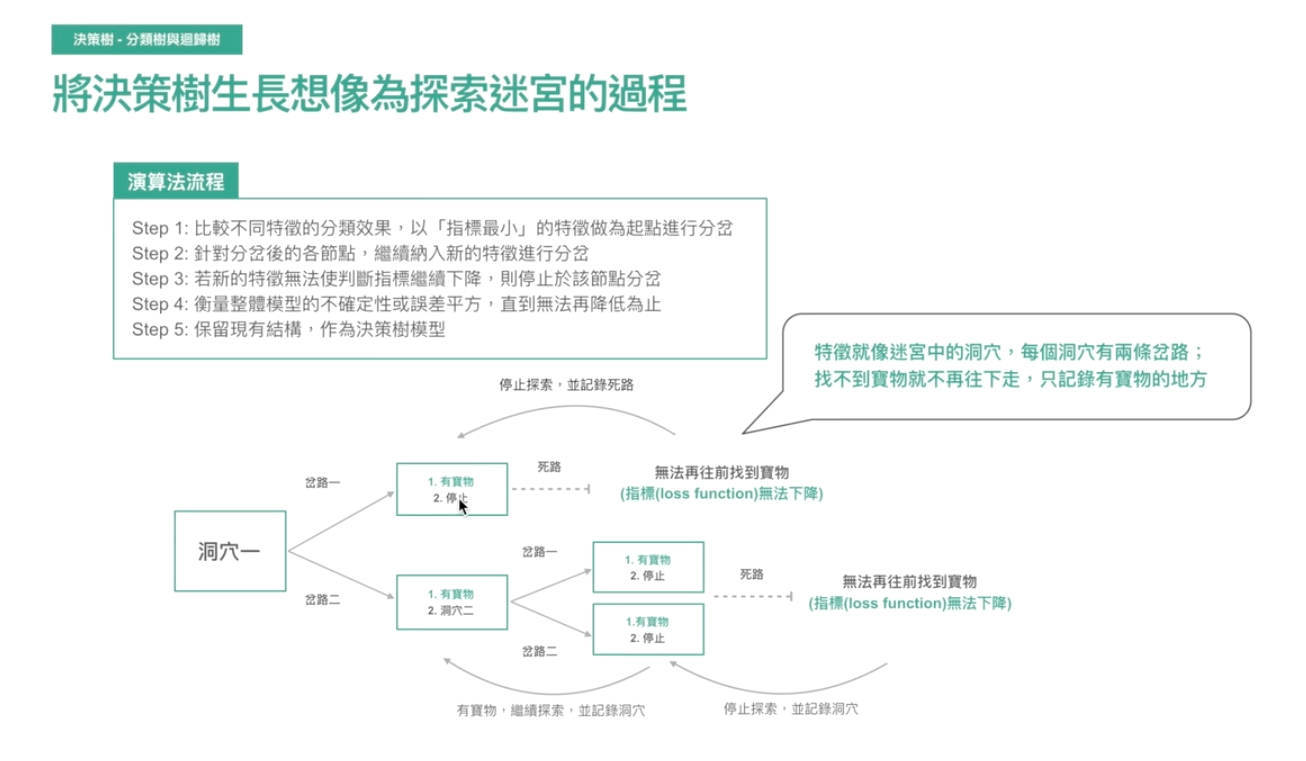 決策樹 - 分類樹與迴歸樹
將決策樹生長想像為探索迷宮的過程
演算法流程
Step 1: 比較不同特徵的分類效果，以「指標最小」的特徵做為起點進行分岔
Step 2: 針對分岔後的各節點，繼續納入新的特徵進行分岔
Step 3: 若新的特徵無法使判斷指標繼續下降，則停止於該節點分岔
Step 4: 衡量整體模型的不確定性或誤差平方，直到無法再降低為止
Step 5: 保留現有結構，作為決策樹模型
特徵就像迷宮中的洞穴，每個洞穴有兩條岔路；
找不到寶物就不再往下走，只記錄有寶物的地方
停止探索，並記錄死路
岔路一
1. 有寶物
2. 停止
死路
無法再往前找到寶物
(指標(loss function)無法下降)
洞穴一
岔路二
1. 有寶物
2. 洞穴二
岔路一
1. 有寶物
2. 停止
死路
無法再往前找到寶物
(指標(loss function)無法下降)
1.有寶物
2. 停止
岔路二
有寶物，繼續探索，並記錄洞穴
停止探索，並記錄洞穴